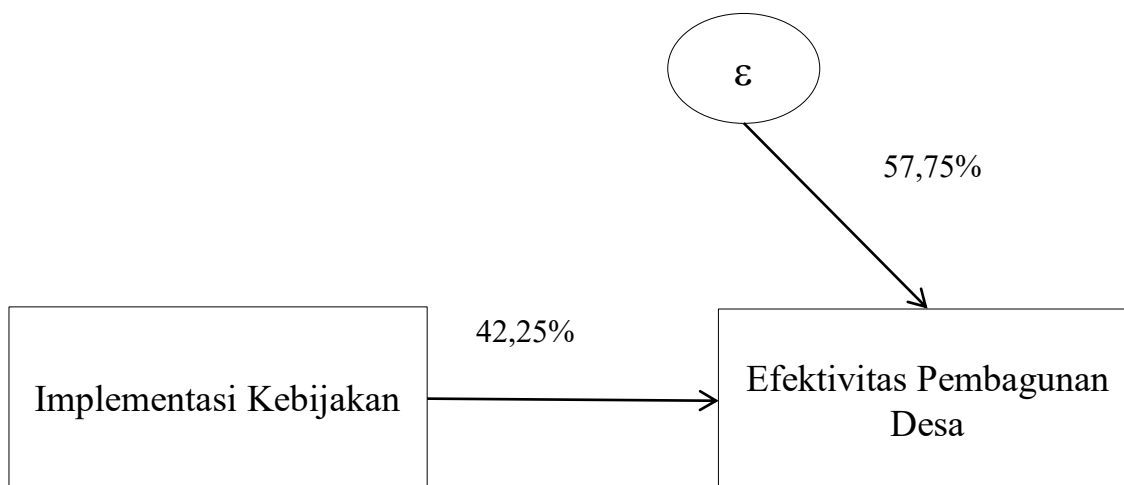 ε
57,75%
42,25%
Implementasi Kebijakan
Efektivitas Pembagunan
Desa